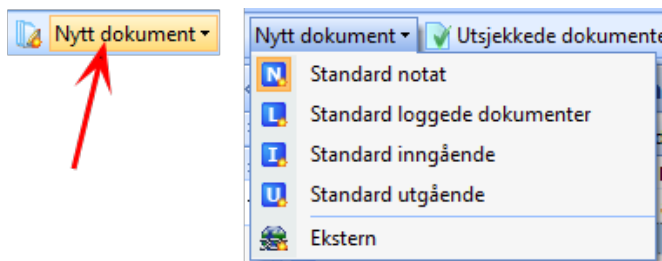 Nytt dokument
Nytt dokument Utsjekkede dokumente
N Standard notat
L Standard loggede dokumenter
I Standard inngående
U Standard utgående
Ekstern